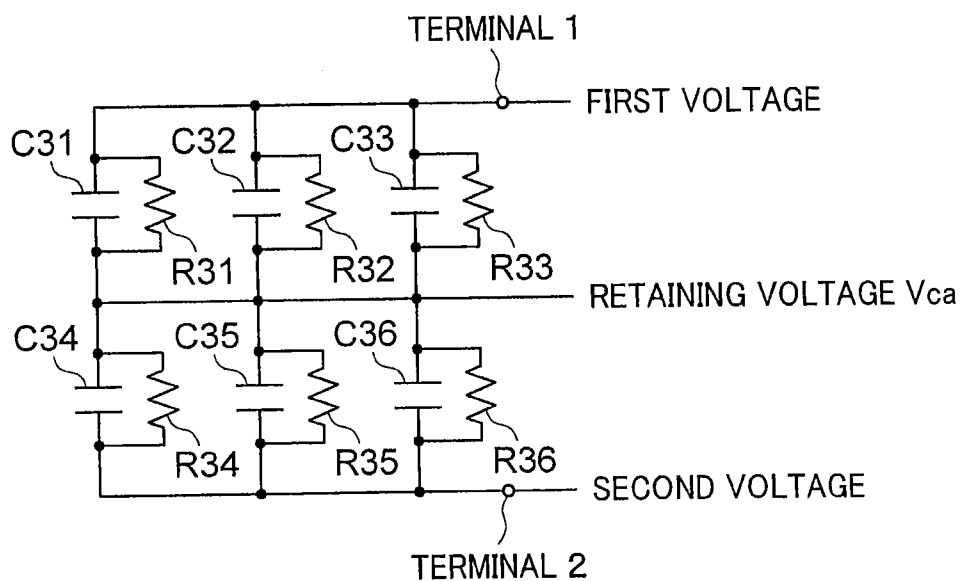 TERMINAL 1
FIRST VOLTAGE
C31
C32
C33
R31
R32
R33
RETAINING VOLTAGE Vca
C34
C35
C36
R34
R35
R36
SECOND VOLTAGE
TERMINAL 2